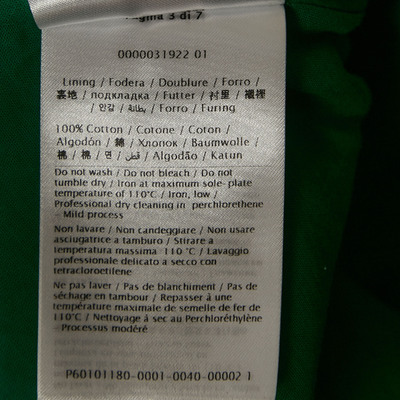 Pagina 3 di 7
0000031922 01
Lining / Fodera / Doublure / Forro /
裏地 / подкладка / Futter / 衬里 / 襯裡
/ 안감 / بطانة / Forro / Furing
100% Cotton / Cotone / Coton /
Algodón / 錦 / Хлопок / Baumwolle /
棉 / 棉 / 면 / قطن / Algodão / Katun
Do not wash / Do not bleach / Do not
tumble dry / Iron at maximum sole- plate
temperature of 110°C / Iron, low /
Professional dry cleaning in perchlorethene
- Mild process
Non lavare / Non candeggiare / Non usare
asciugatrice a tamburo / Stirare a
temperatura massima 110 °C / Lavaggio
professionale delicato a secco con
tetracloroetilene
Ne pas laver / Pas de blanchiment / Pas de
séchage en tambour / Repasser à une
température maximale de semelle de fer de
110°C / Nettoyage à sec au Perchloréthylène
- Processus modéré
P60101180-0001-0040-00002 1